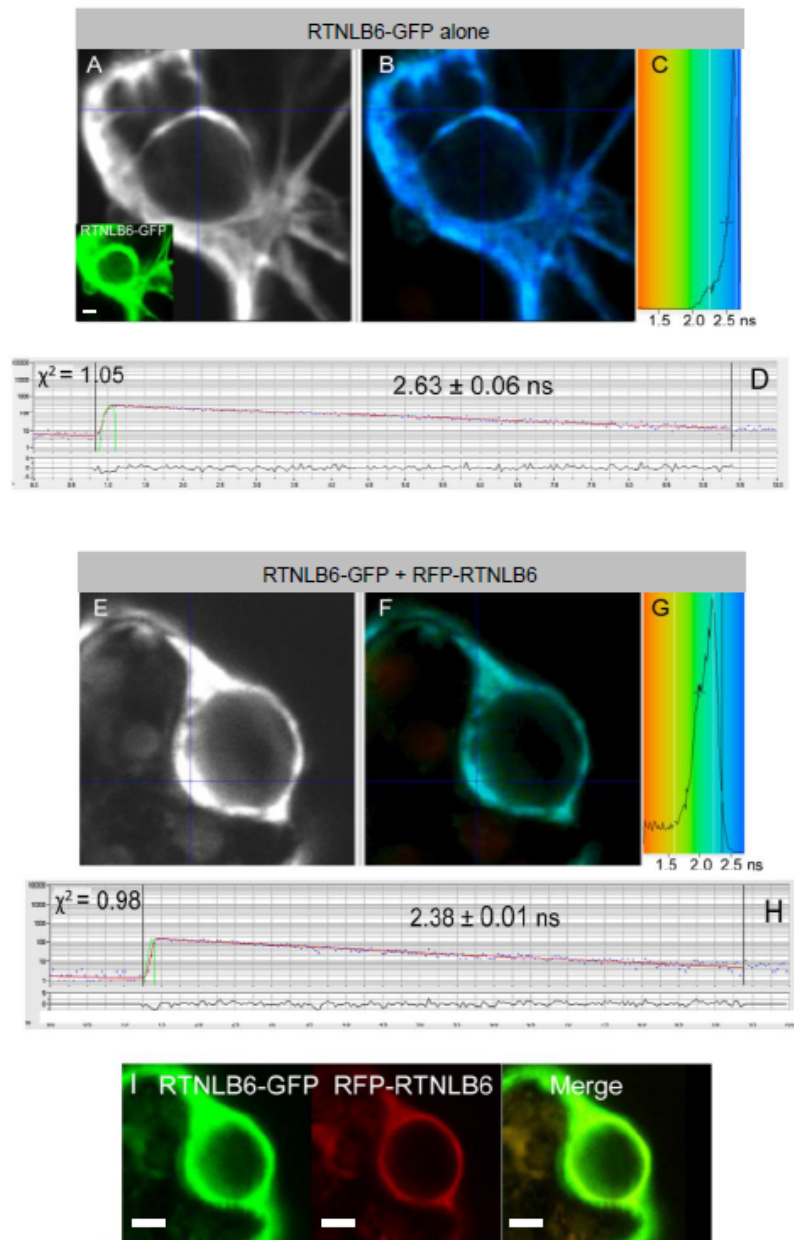 RTNLB6-GFP alone
A
B
C
RTNLB6-GFP
1.5 2.0 2.5 ns
χ² = 1.05
2.63 ± 0.06 ns
D
RTNLB6-GFP + RFP-RTNLB6
E
F
G
1.5 2.0 2.5 ns
χ² = 0.98
2.38 ± 0.01 ns
H
I RTNLB6-GFP RFP-RTNLB6 Merge